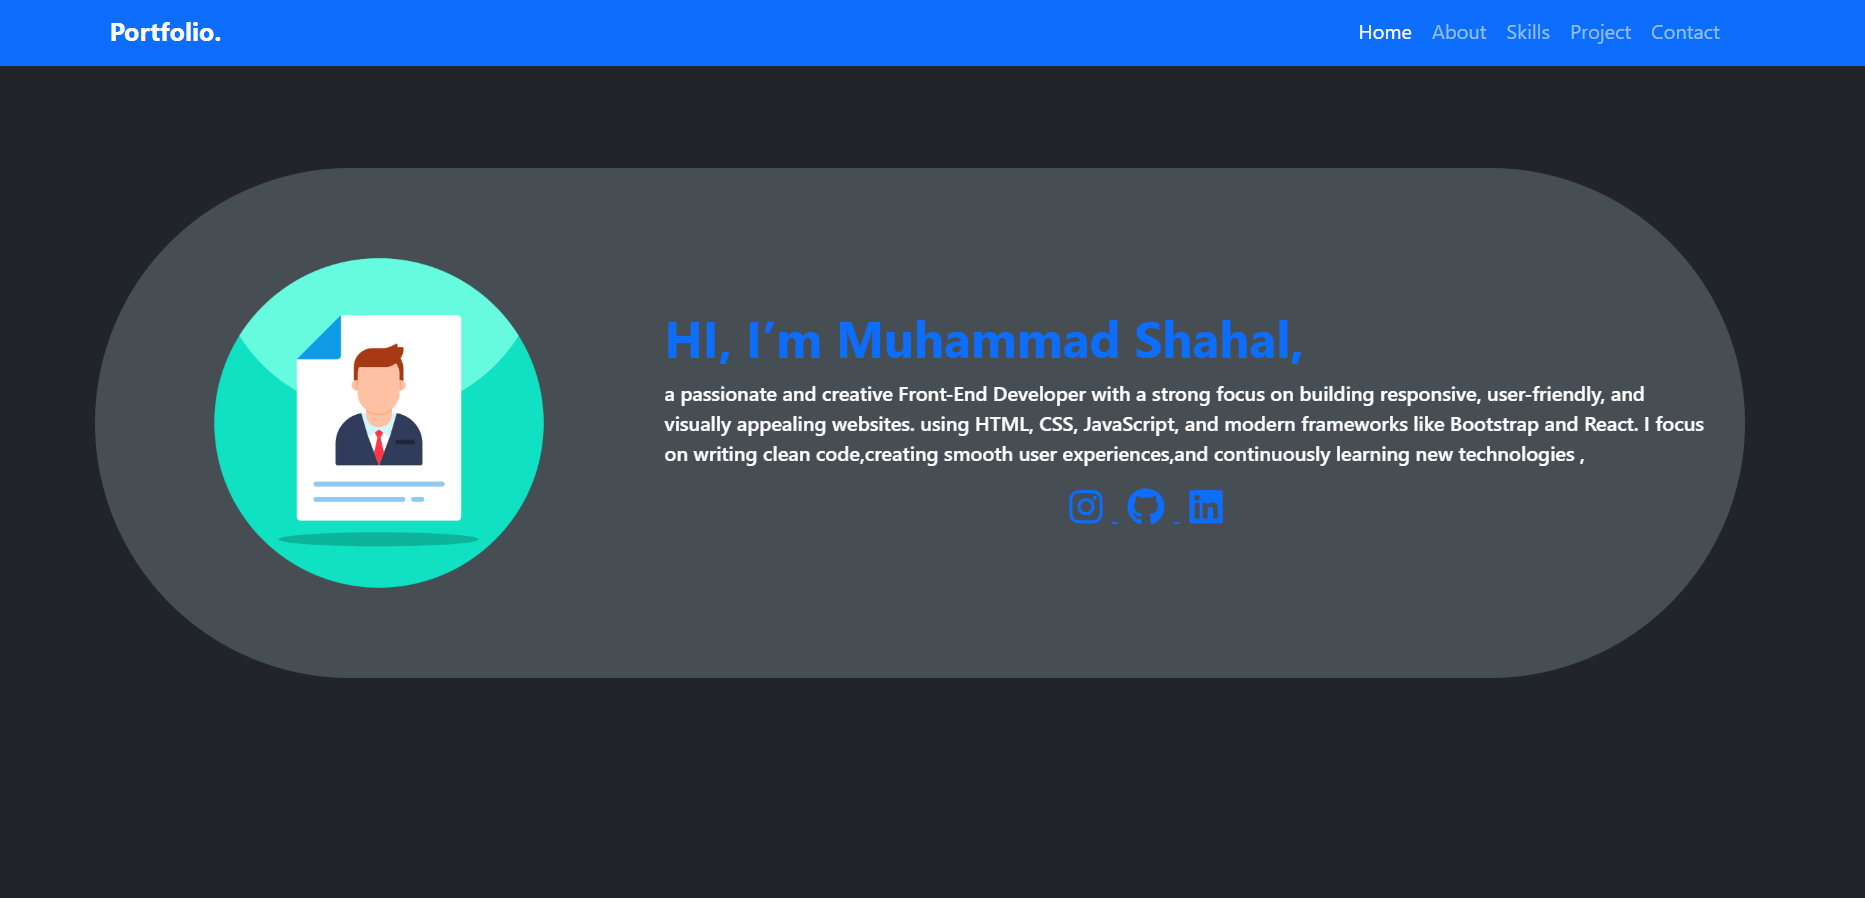 Portfolio.
Home About Skills Project Contact
HI, I’m Muhammad Shahal,
a passionate and creative Front-End Developer with a strong focus on building responsive, user-friendly, and
visually appealing websites. using HTML, CSS, JavaScript, and modern frameworks like Bootstrap and React. I focus
on writing clean code,creating smooth user experiences,and continuously learning new technologies ,